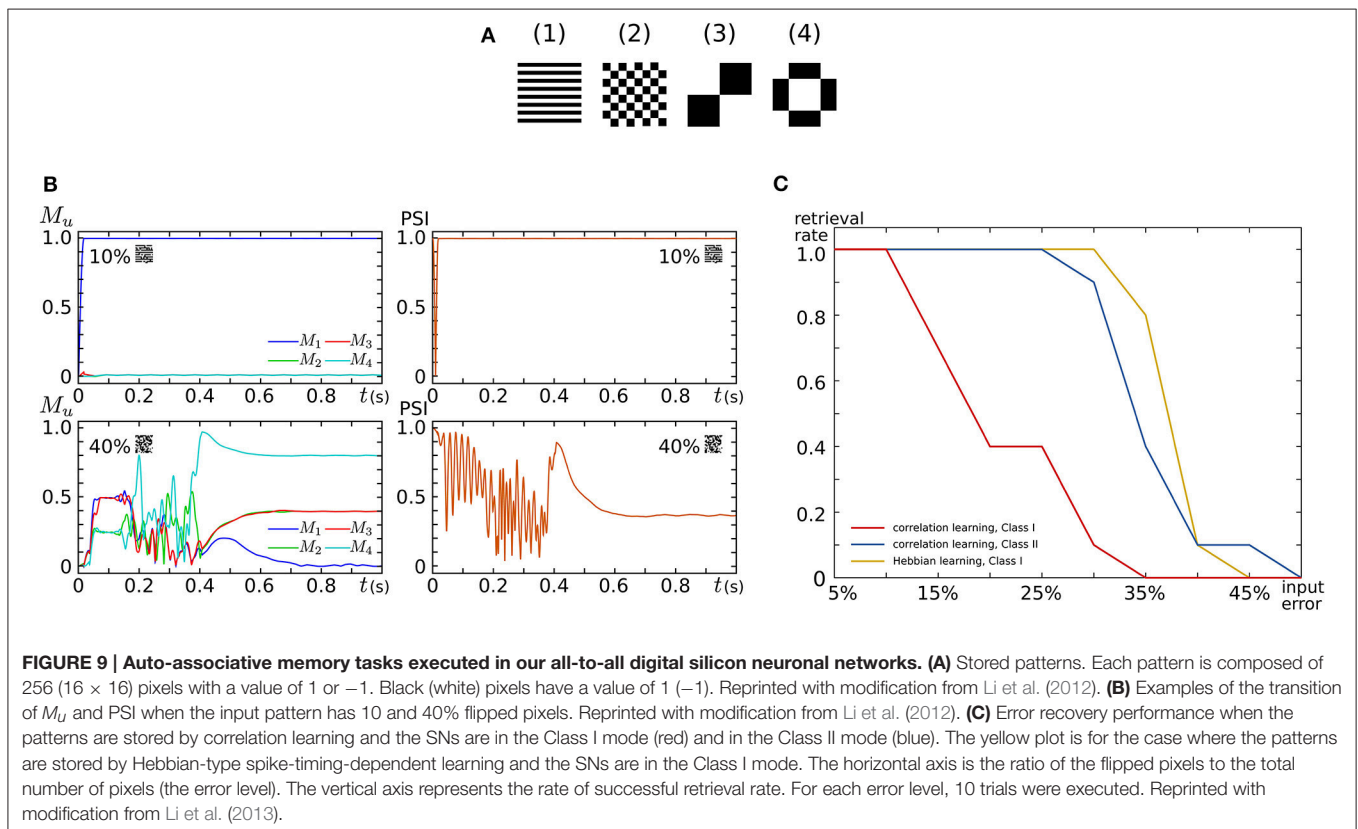 A (1) (2) (3) (4)
B
M_u
1.0
10%
0.5
M_1 M_3
M_2 M_4
0
0 0.2 0.4 0.6 0.8 t(s)
PSI
1.0
10%
0.5
0
0 0.2 0.4 0.6 0.8 t(s)
M_u
1.0
40%
0.5
M_1 M_3
M_2 M_4
0
0 0.2 0.4 0.6 0.8 t(s)
PSI
1.0
40%
0.5
0
0 0.2 0.4 0.6 0.8 t(s)
C
retrieval
rate
1.0
0.8
0.6
0.4
0.2
0
correlation learning, Class I
correlation learning, Class II
Hebbian learning, Class I
5% 15% 25% 35% 45% input
error
FIGURE 9 | Auto-associative memory tasks executed in our all-to-all digital silicon neuronal networks. (A) Stored patterns. Each pattern is composed of
256 (16 × 16) pixels with a value of 1 or −1. Black (white) pixels have a value of 1 (−1). Reprinted with modification from Li et al. (2012). (B) Examples of the transition
of M_u and PSI when the input pattern has 10 and 40% flipped pixels. Reprinted with modification from Li et al. (2012). (C) Error recovery performance when the
patterns are stored by correlation learning and the SNs are in the Class I mode (red) and in the Class II mode (blue). The yellow plot is for the case where the patterns
are stored by Hebbian-type spike-timing-dependent learning and the SNs are in the Class I mode. The horizontal axis is the ratio of the flipped pixels to the total
number of pixels (the error level). The vertical axis represents the rate of successful retrieval rate. For each error level, 10 trials were executed. Reprinted with
modification from Li et al. (2013).